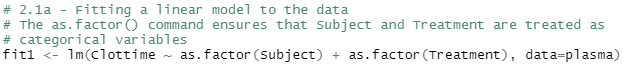 # 2.1a - Fitting a linear model to the data
# The as.factor() command ensures that Subject and Treatment are treated as
# categorical variables
fit1 <- lm(Clottime ~ as.factor(Subject) + as.factor(Treatment), data=plasma)